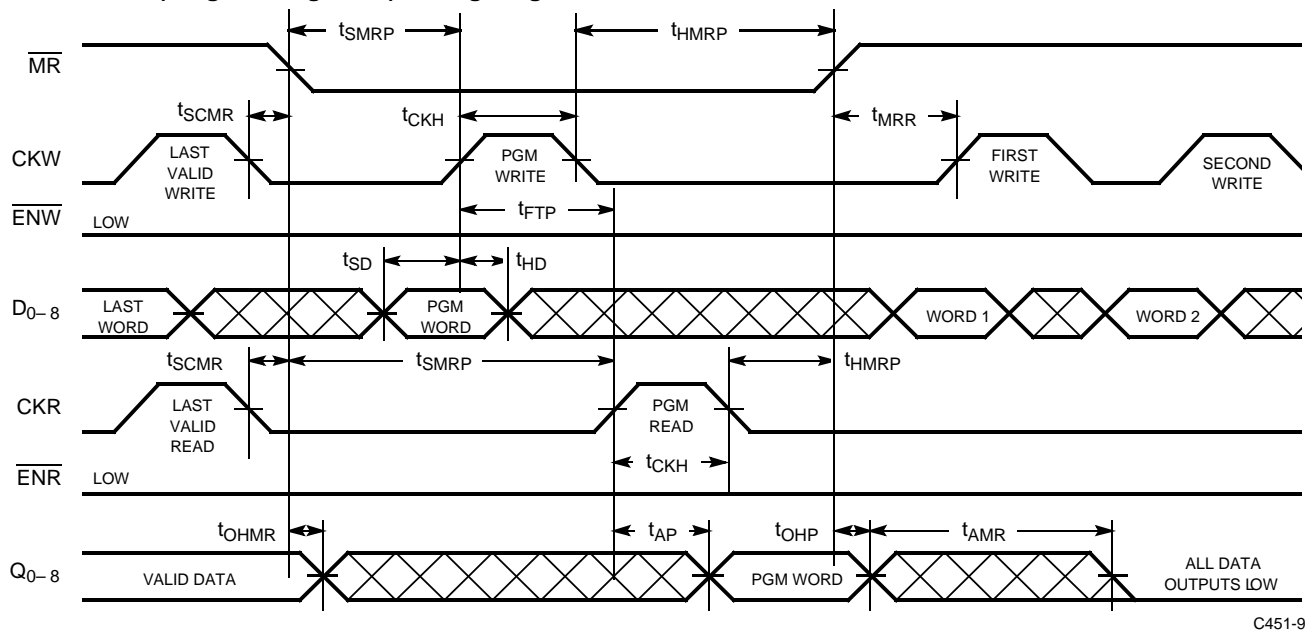 tSMRP
tHMRP
MR
tSCMR
tCKH
tMRR
CKW
LAST
VALID
WRITE
PGM
WRITE
FIRST
WRITE
SECOND
WRITE
ENW
LOW
tFTP
tSD
tHD
D0–8
LAST
WORD
PGM
WORD
WORD 1
WORD 2
tSCMR
tSMRP
tHMRP
CKR
LAST
VALID
READ
PGM
READ
tCKH
ENR
LOW
tOHMR
tAP
tOHP
tAMR
Q0–8
VALID DATA
PGM WORD
ALL DATA
OUTPUTS LOW
C451-9